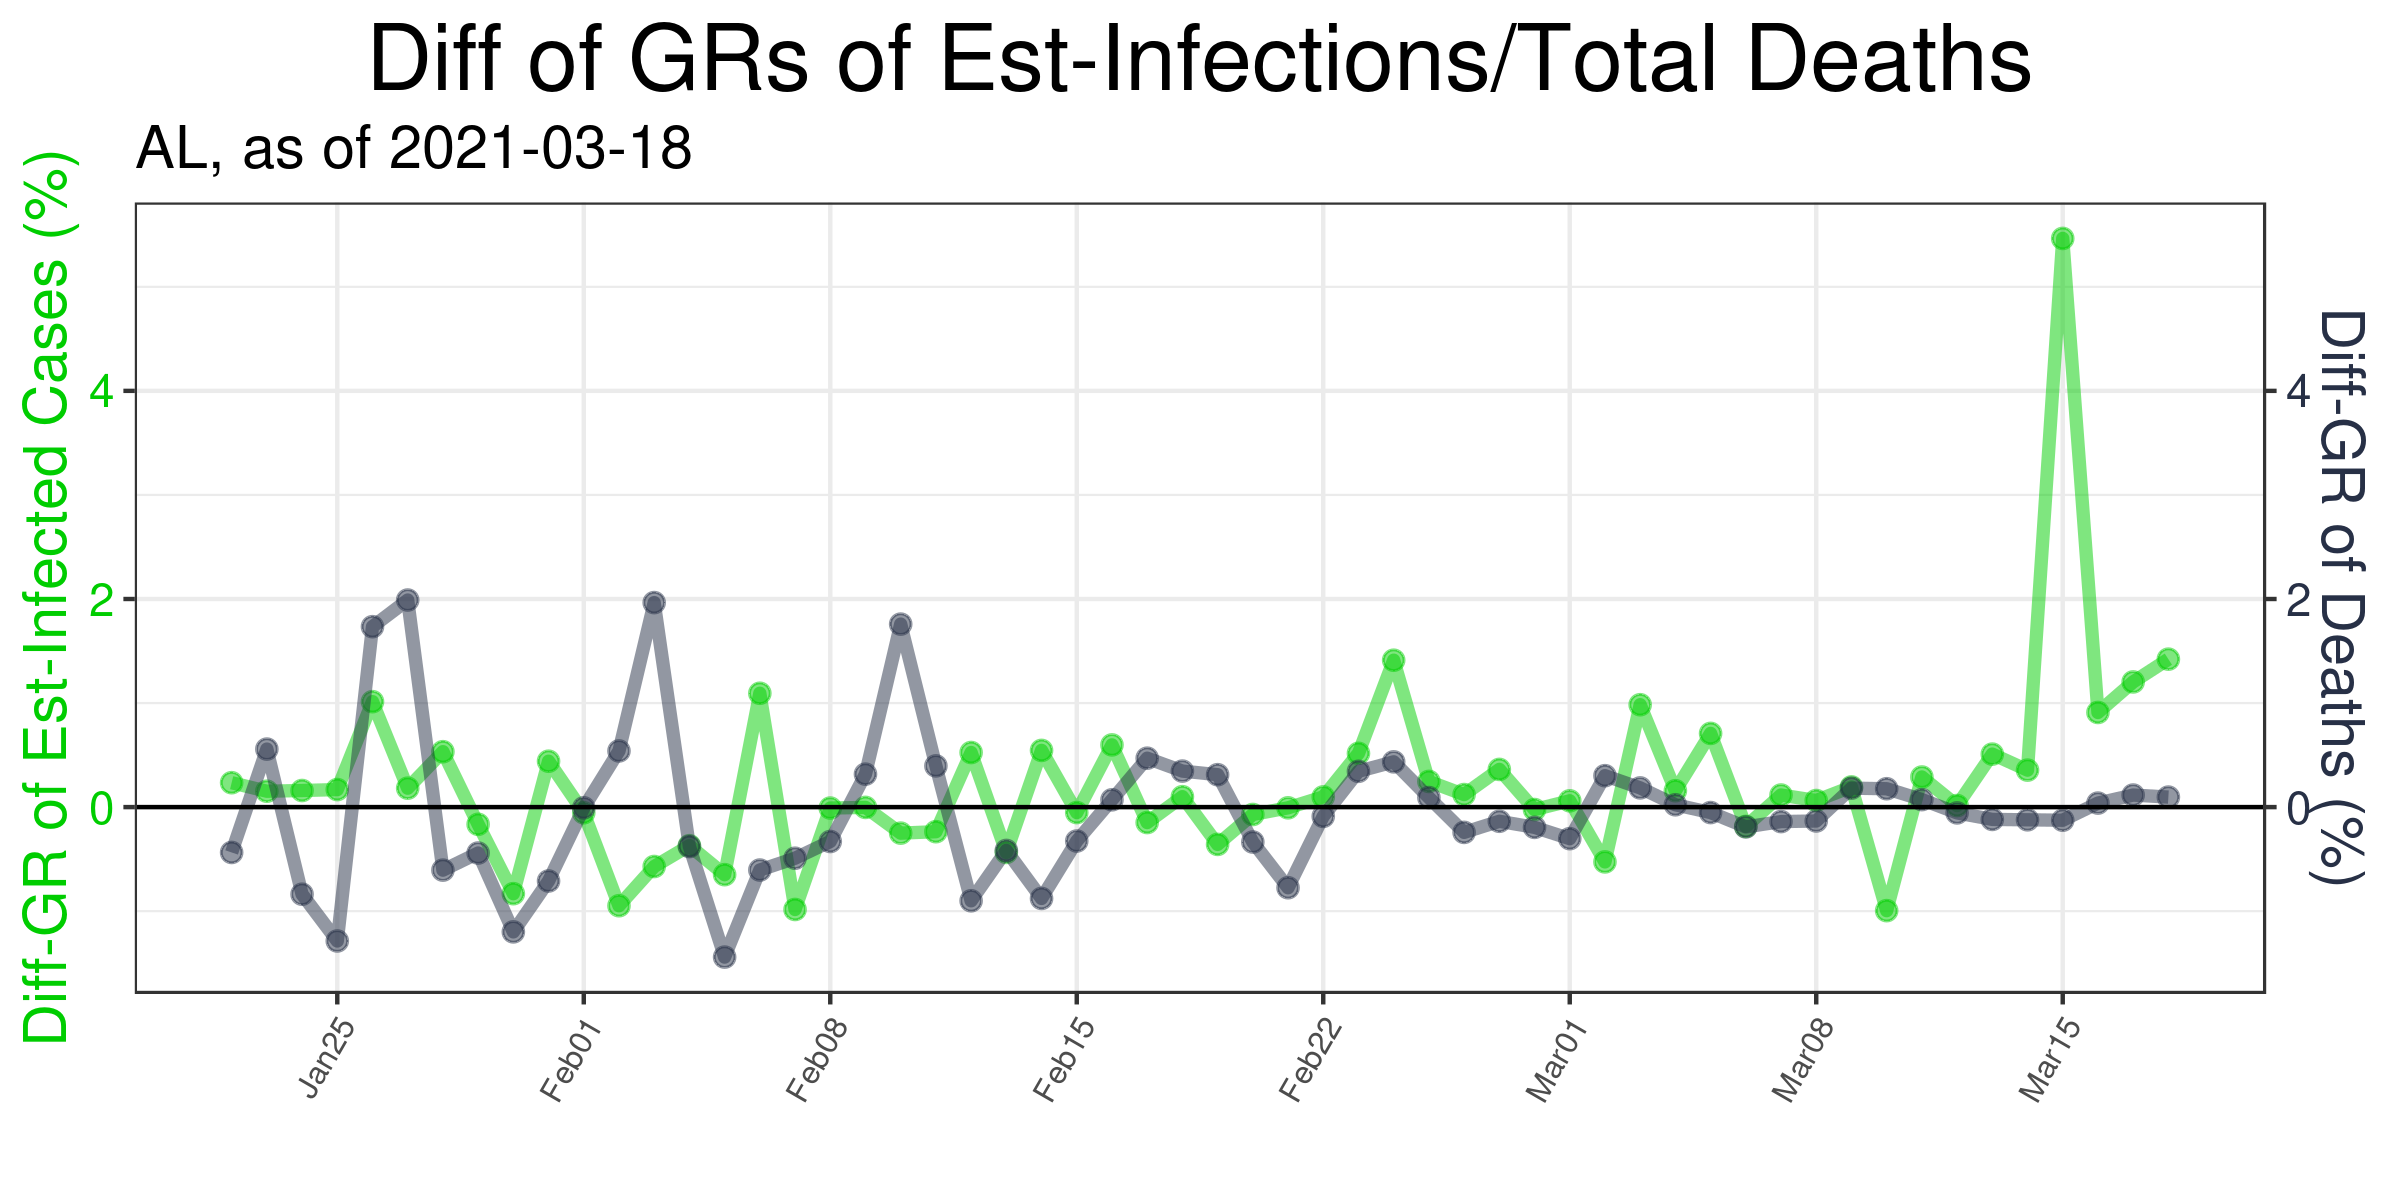 Diff of GRs of Est-Infections/Total Deaths
AL, as of 2021-03-18
Diff-GR of Est-Infected Cases (%)
4
2
0
4
2
0
Diff-GR of Deaths (%)
Jan25
Feb01
Feb08
Feb15
Feb22
Mar01
Mar08
Mar15